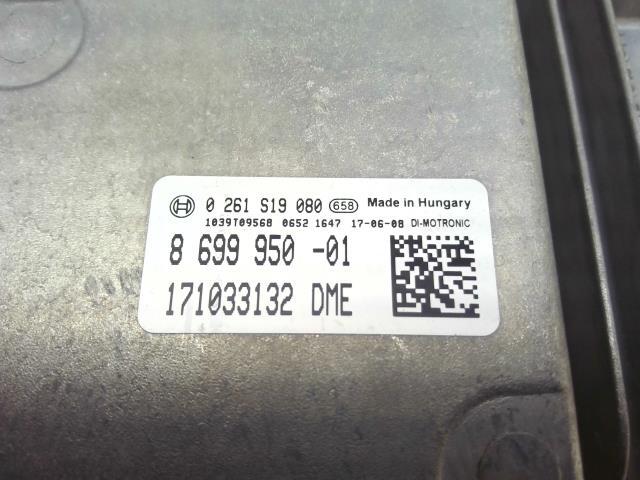 0 261 S19 080 658 Made in Hungary
1039T09568 0652 1647 17-06-08 DI-MOTRONIC
8 699 950 -01
171033132 DME